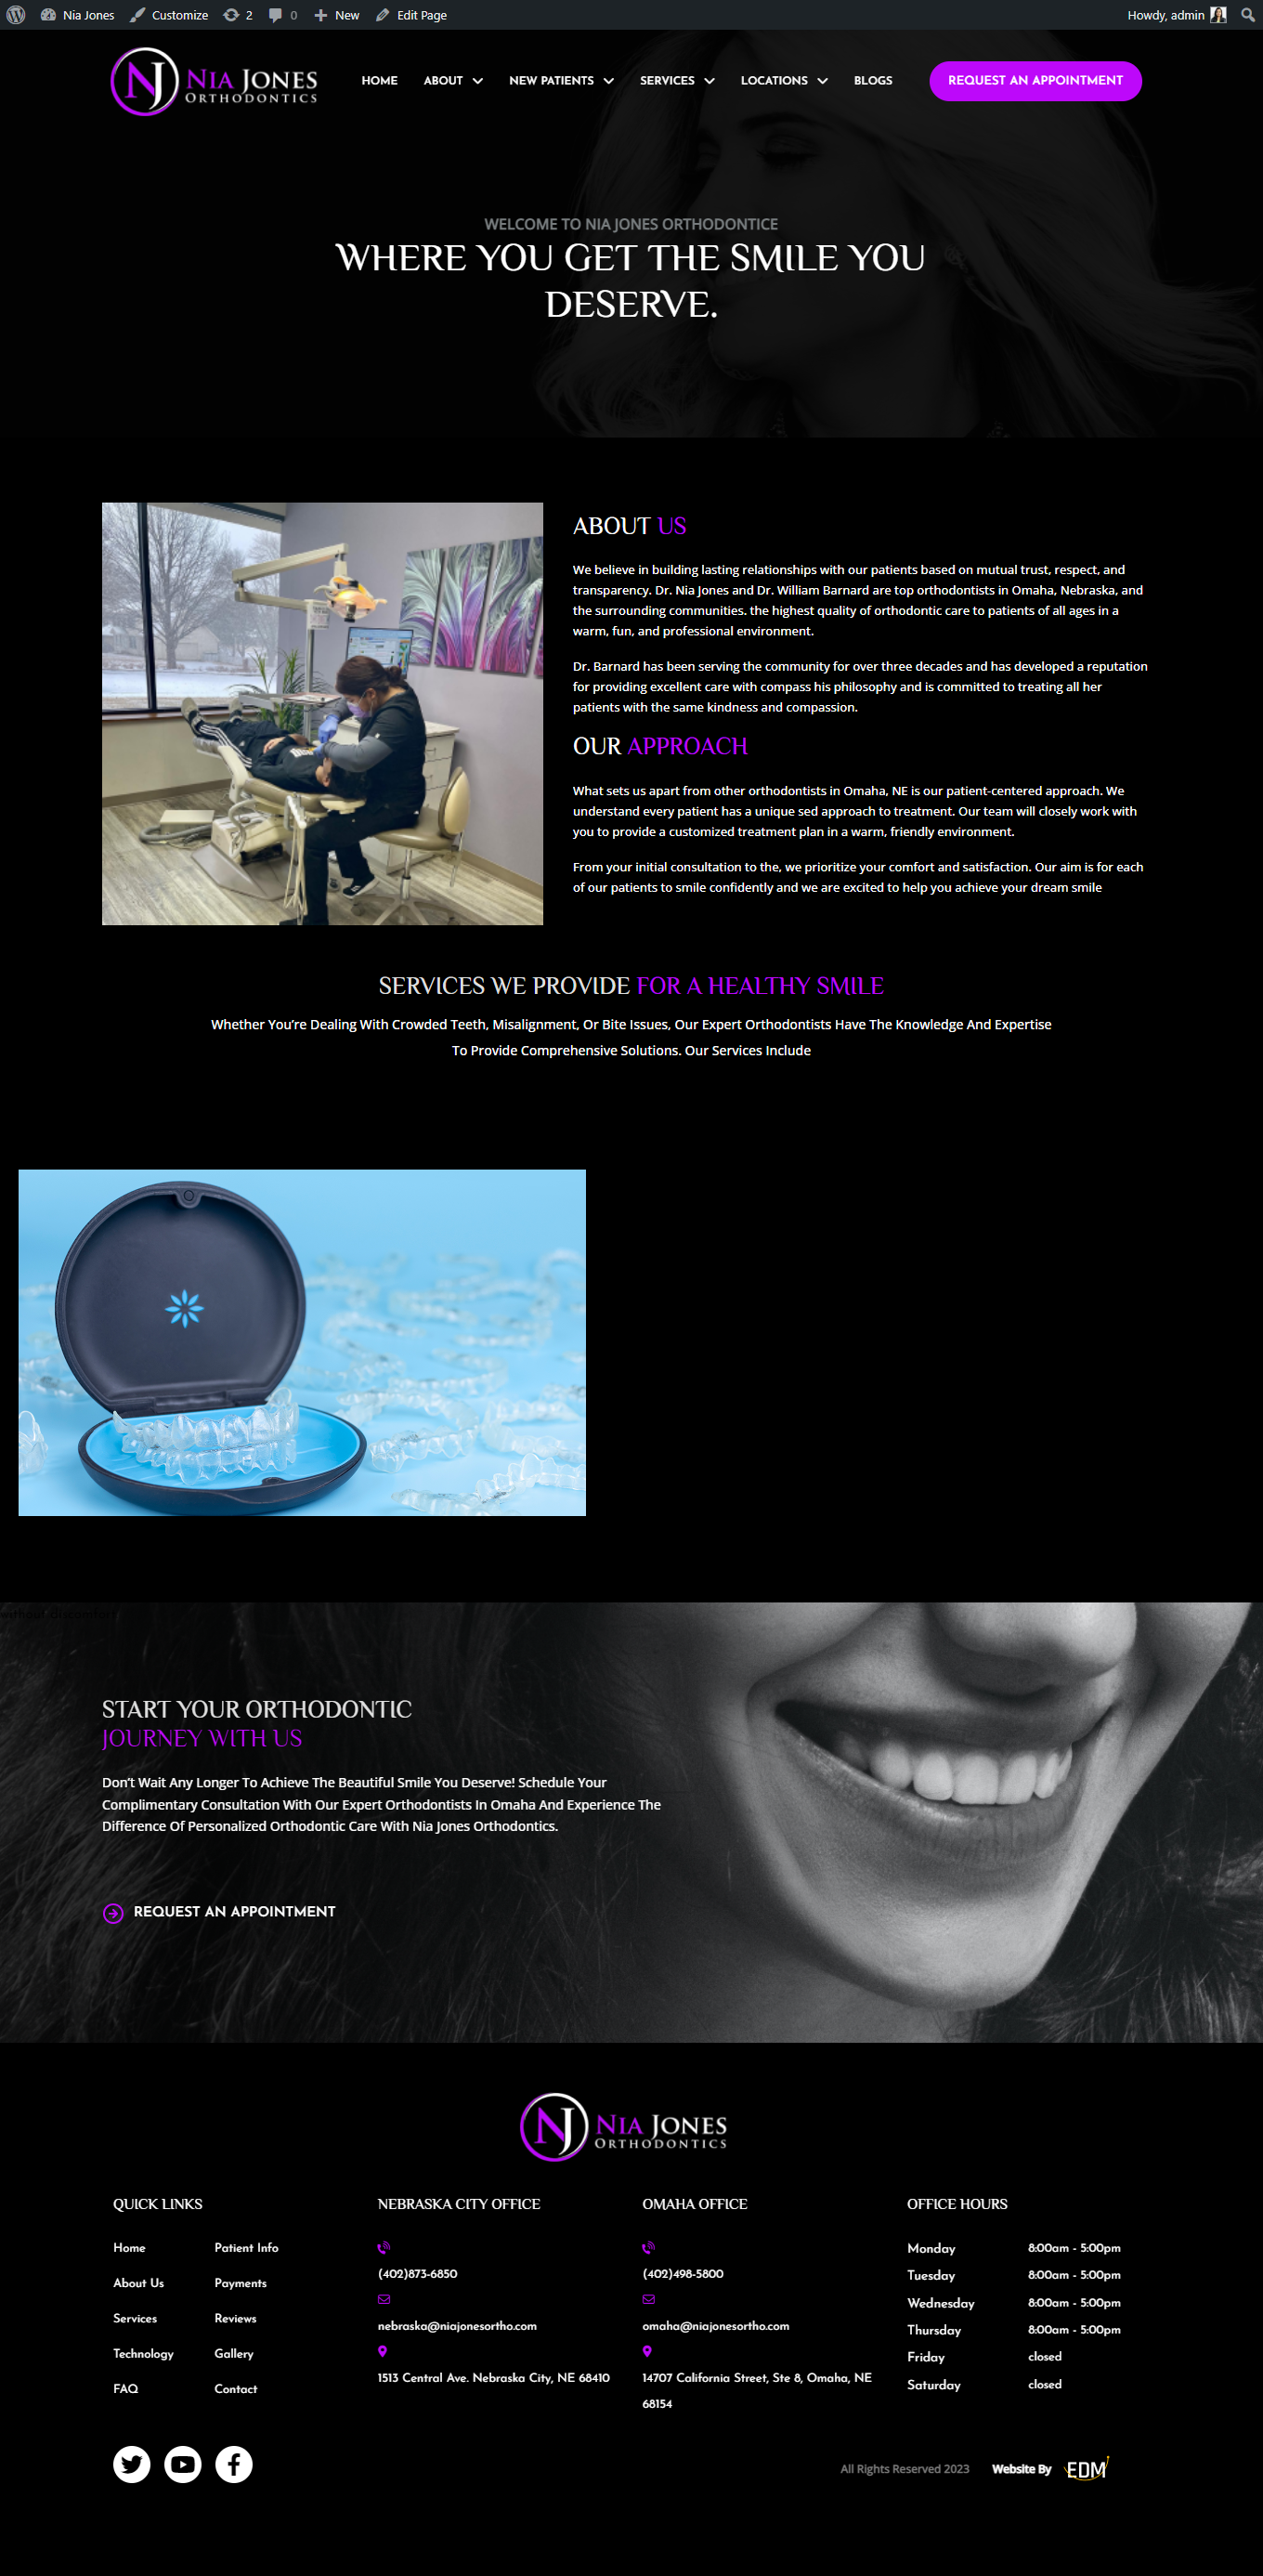 Nia Jones Customize 2 0 New Edit Page Howdy, admin
NJ NIA JONES
ORTHODONTICS
HOME ABOUT NEW PATIENTS SERVICES LOCATIONS BLOGS REQUEST AN APPOINTMENT
WELCOME TO NIA JONES ORTHODONTICE
WHERE YOU GET THE SMILE YOU
DESERVE.
ABOUT US
We believe in building lasting relationships with our patients based on mutual trust, respect, and
transparency. Dr. Nia Jones and Dr. William Barnard are top orthodontists in Omaha, Nebraska, and
the surrounding communities. the highest quality of orthodontic care to patients of all ages in a
warm, fun, and professional environment.
Dr. Barnard has been serving the community for over three decades and has developed a reputation
for providing excellent care with compass his philosophy and is committed to treating all her
patients with the same kindness and compassion.
OUR APPROACH
What sets us apart from other orthodontists in Omaha, NE is our patient-centered approach. We
understand every patient has a unique sed approach to treatment. Our team will closely work with
you to provide a customized treatment plan in a warm, friendly environment.
From your initial consultation to the, we prioritize your comfort and satisfaction. Our aim is for each
of our patients to smile confidently and we are excited to help you achieve your dream smile
SERVICES WE PROVIDE FOR A HEALTHY SMILE
Whether You're Dealing With Crowded Teeth, Misalignment, Or Bite Issues, Our Expert Orthodontists Have The Knowledge And Expertise
To Provide Comprehensive Solutions. Our Services Include
START YOUR ORTHODONTIC
JOURNEY WITH US
Don't Wait Any Longer To Achieve The Beautiful Smile You Deserve! Schedule Your
Complimentary Consultation With Our Expert Orthodontists In Omaha And Experience The
Difference Of Personalized Orthodontic Care With Nia Jones Orthodontics.
REQUEST AN APPOINTMENT
NJ NIA JONES
ORTHODONTICS
QUICK LINKS
Home Patient Info
About Us Payments
Services Reviews
Technology Gallery
FAQ Contact
NEBRASKA CITY OFFICE
(402)873-6850
nebraska@niajonesortho.com
1513 Central Ave. Nebraska City, NE 68410
OMAHA OFFICE
(402)498-5800
omaha@niajonesortho.com
14707 California Street, Ste 8, Omaha, NE
68154
OFFICE HOURS
Monday 8:00am - 5:00pm
Tuesday 8:00am - 5:00pm
Wednesday 8:00am - 5:00pm
Thursday 8:00am - 5:00pm
Friday closed
Saturday closed
All Rights Reserved 2023 Website By EDM